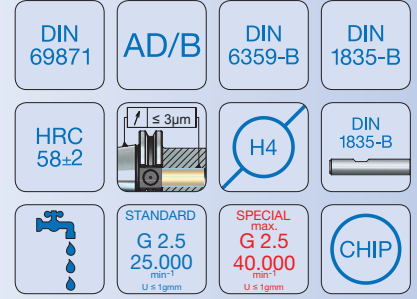 DIN
69871
AD/B
DIN
6359-B
DIN
1835-B
HRC
58±2
↗ ≤ 3µm
H4
DIN
1835-B
STANDARD
G 2.5
25.000
min⁻¹
U ≤ 1gmm
SPECIAL
max.
G 2.5
40.000
min⁻¹
U ≤ 1gmm
CHIP